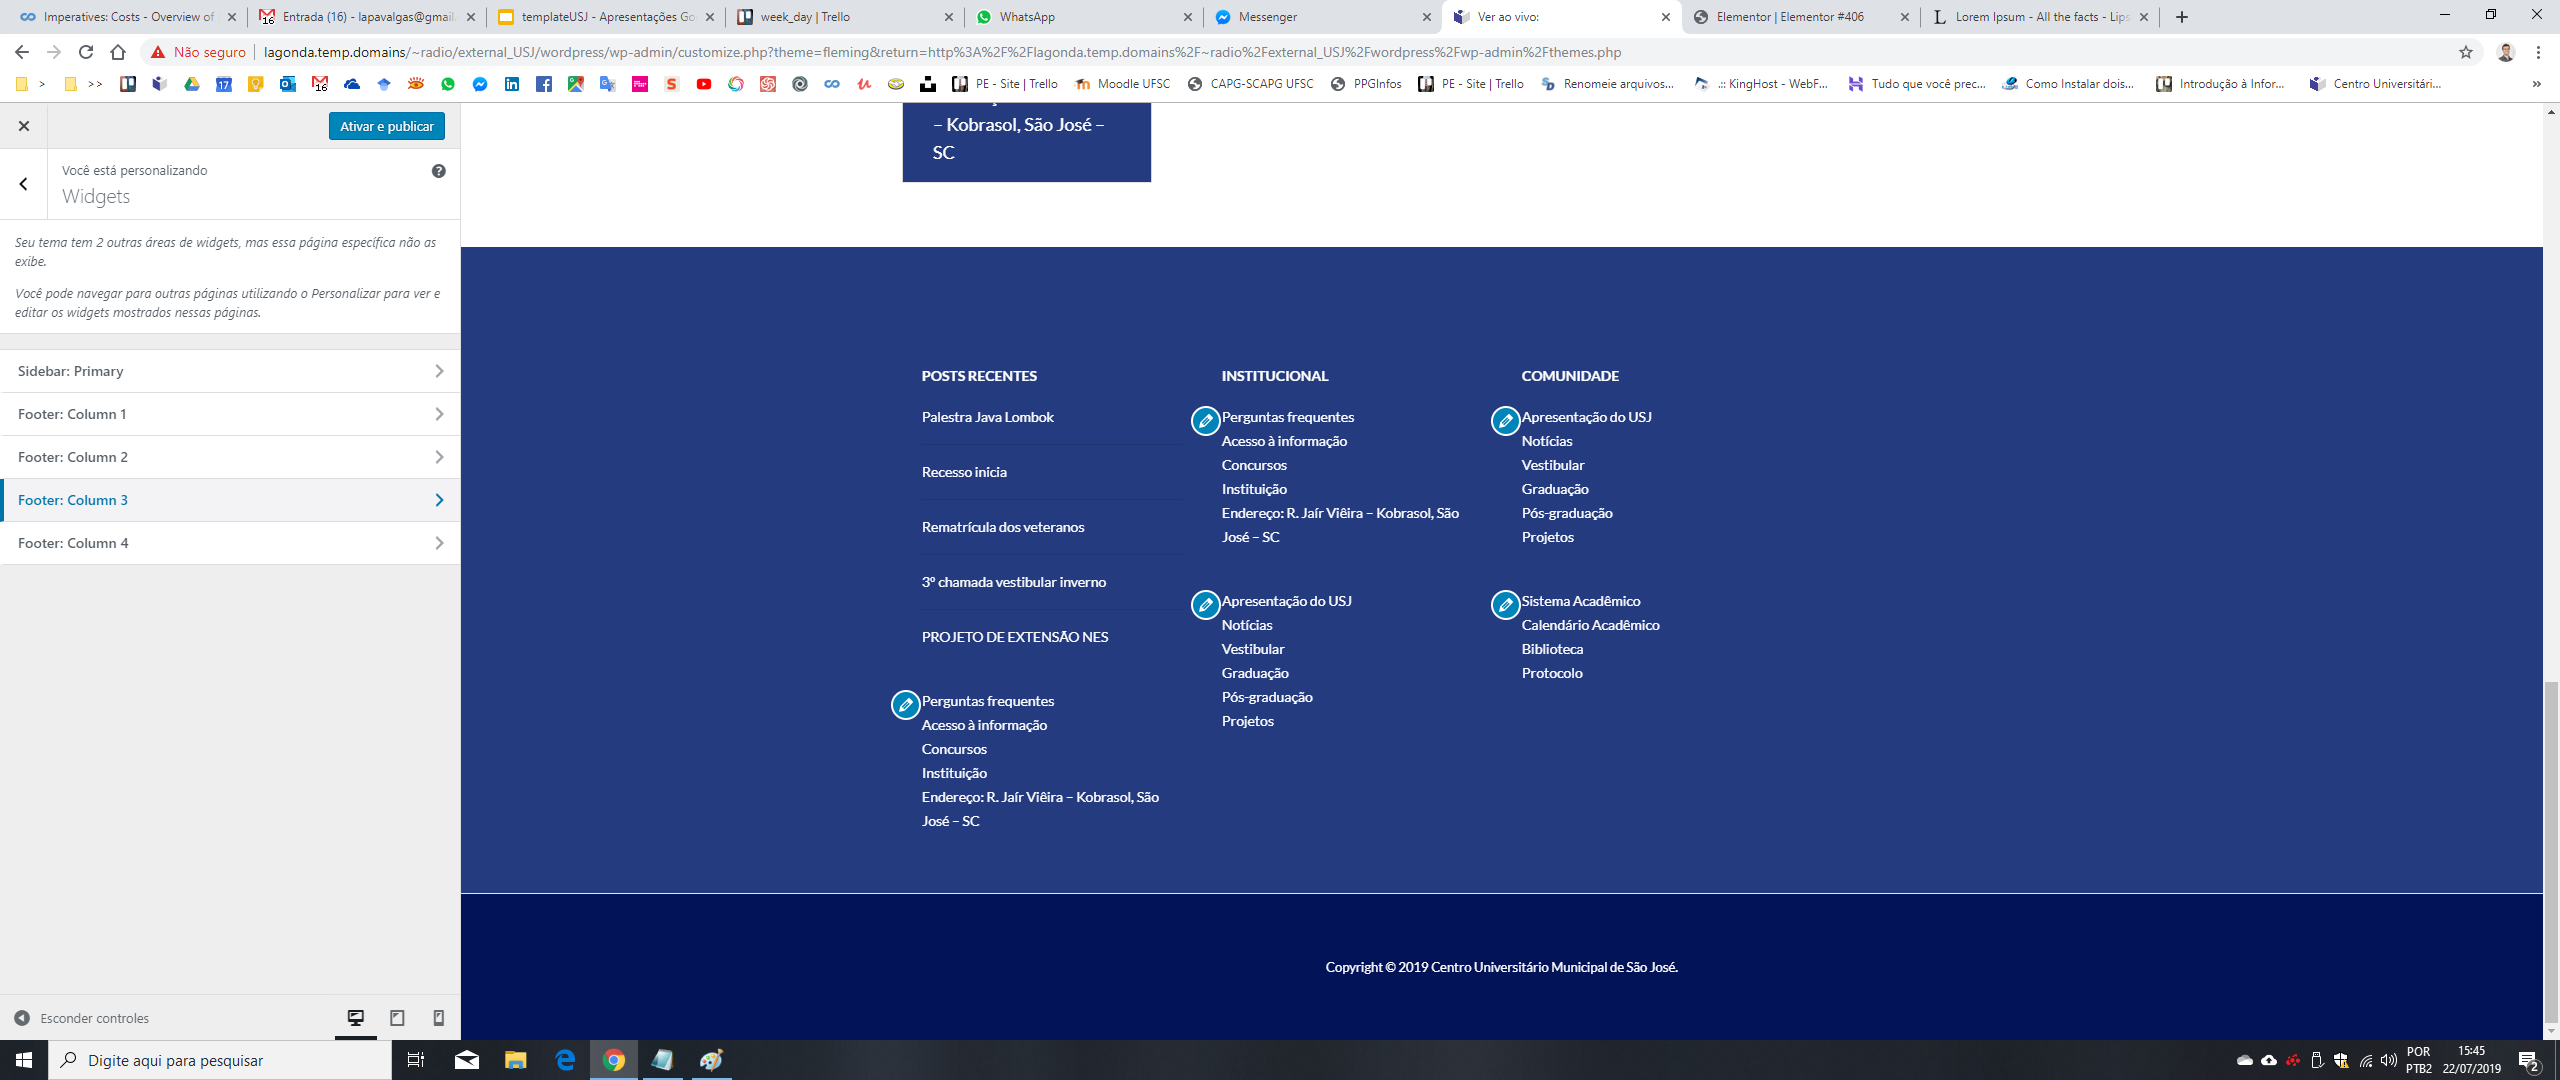 Imperatives: Costs - Overview of
Entrada (16) - lapavalgas@gmail.
templateUSJ - Apresentações Go
week_day | Trello
WhatsApp
Messenger
Ver ao vivo:
Elementor | Elementor #406
Lorem Ipsum - All the facts - Lips
Não seguro
lagonda.temp.domains/~radio/external_USJ/wordpress/wp-admin/customize.php?theme=fleming&return=http%3A%2F%2Flagonda.temp.domains%2F~radio%2Fexternal_USJ%2Fwordpress%2Fwp-admin%2Fthemes.php
>
>>
PE - Site | Trello
Moodle UFSC
CAPG-SCAPG UFSC
PPGInfos
PE - Site | Trello
Renomeie arquivos...
.:: KingHost - WebF...
Tudo que você prec...
Como Instalar dois...
Introdução à Infor...
Centro Universitári...
»
Ativar e publicar
Você está personalizando
Widgets
Seu tema tem 2 outras áreas de widgets, mas essa página específica não as
exibe.
Você pode navegar para outras páginas utilizando o Personalizar para ver e
editar os widgets mostrados nessas páginas.
Sidebar: Primary
Footer: Column 1
Footer: Column 2
Footer: Column 3
Footer: Column 4
Esconder controles
– Kobrasol, São José –
SC
POSTS RECENTES
Palestra Java Lombok
Recesso inicia
Rematrícula dos veteranos
3º chamada vestibular inverno
PROJETO DE EXTENSÃO NES
Perguntas frequentes
Acesso à informação
Concursos
Instituição
Endereço: R. Jaír Viêira – Kobrasol, São
José – SC
INSTITUCIONAL
Perguntas frequentes
Acesso à informação
Concursos
Instituição
Endereço: R. Jaír Viêira – Kobrasol, São
José – SC
Apresentação do USJ
Notícias
Vestibular
Graduação
Pós-graduação
Projetos
COMUNIDADE
Apresentação do USJ
Notícias
Vestibular
Graduação
Pós-graduação
Projetos
Sistema Acadêmico
Calendário Acadêmico
Biblioteca
Protocolo
Copyright © 2019 Centro Universitário Municipal de São José.
Digite aqui para pesquisar
POR
PTB2
15:45
22/07/2019
2